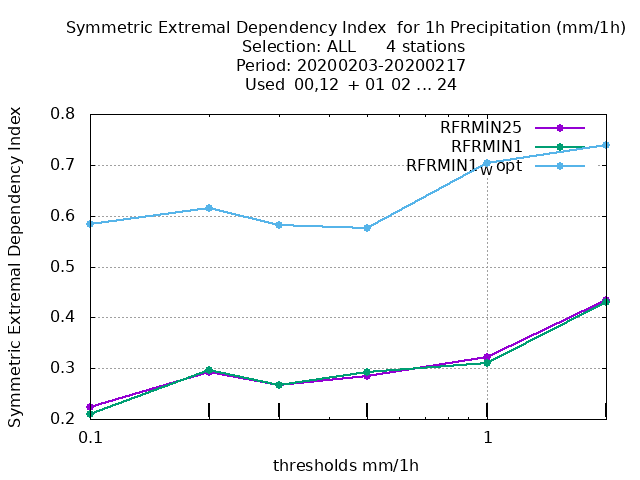 Symmetric Extremal Dependency Index  for 1h Precipitation (mm/1h)
Selection: ALL      4 stations
Period: 20200203-20200217
Used  00,12  + 01 02 ... 24
Symmetric Extremal Dependency Index
0.8
0.7
0.6
0.5
0.4
0.3
0.2
RFRMIN25
RFRMIN1
RFRMIN1wopt
0.1
1
thresholds mm/1h